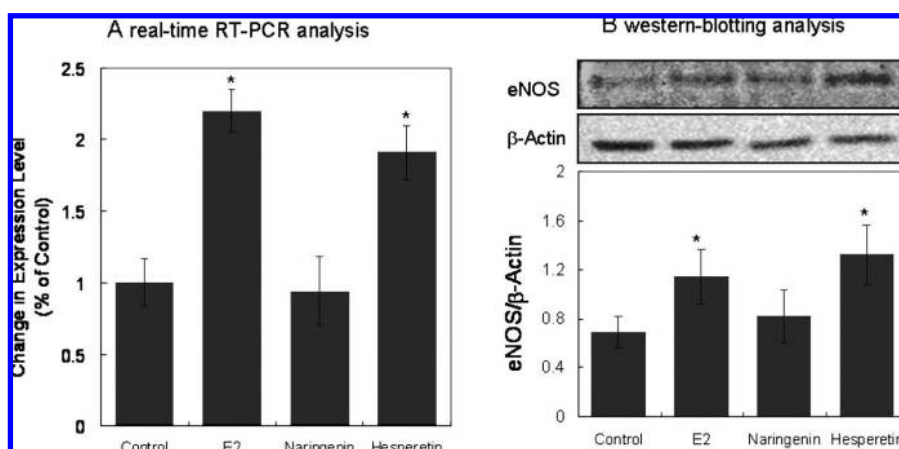 A real-time RT-PCR analysis
Change in Expression Level
(% of Control)
2.5
2
1.5
1
0.5
0
*
*
Control E2 Naringenin Hesperetin
B western-blotting analysis
eNOS
β-Actin
eNOS/β-Actin
2
1.6
1.2
0.8
0.4
0
*
*
Control E2 Naringenin Hesperetin